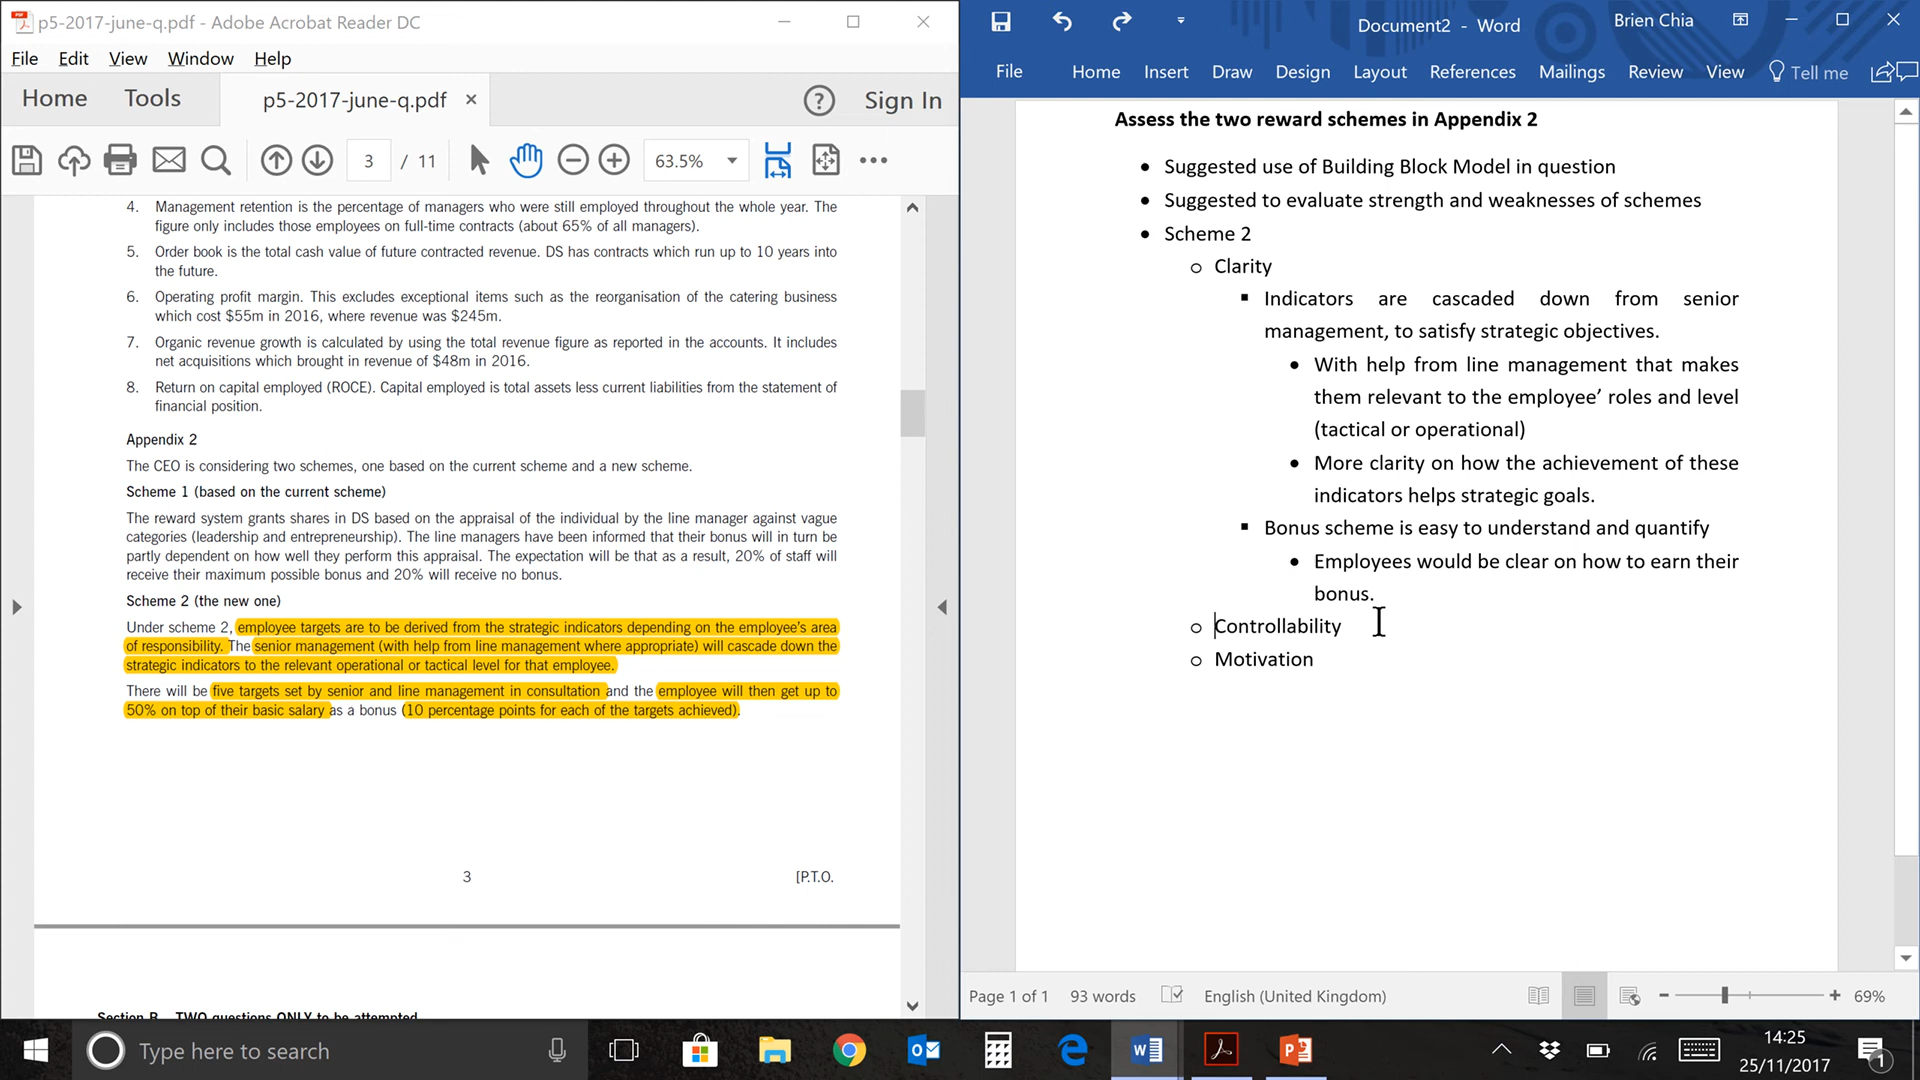 p5-2017-june-q.pdf - Adobe Acrobat Reader DC
File Edit View Window Help
Home Tools p5-2017-june-q.pdf × Sign In
3 / 11 63.5%
4. Management retention is the percentage of managers who were still employed throughout the whole year. The
figure only includes those employees on full-time contracts (about 65% of all managers).
5. Order book is the total cash value of future contracted revenue. DS has contracts which run up to 10 years into
the future.
6. Operating profit margin. This excludes exceptional items such as the reorganisation of the catering business
which cost $55m in 2016, where revenue was $245m.
7. Organic revenue growth is calculated by using the total revenue figure as reported in the accounts. It includes
net acquisitions which brought in revenue of $48m in 2016.
8. Return on capital employed (ROCE). Capital employed is total assets less current liabilities from the statement of
financial position.
Appendix 2
The CEO is considering two schemes, one based on the current scheme and a new scheme.
Scheme 1 (based on the current scheme)
The reward system grants shares in DS based on the appraisal of the individual by the line manager against vague
categories (leadership and entrepreneurship). The line managers have been informed that their bonus will in turn be
partly dependent on how well they perform this appraisal. The expectation will be that as a result, 20% of staff will
receive their maximum possible bonus and 20% will receive no bonus.
Scheme 2 (the new one)
Under scheme 2, employee targets are to be derived from the strategic indicators depending on the employee's area
of responsibility. The senior management (with help from line management where appropriate) will cascade down the
strategic indicators to the relevant operational or tactical level for that employee.
There will be five targets set by senior and line management in consultation and the employee will then get up to
50% on top of their basic salary as a bonus (10 percentage points for each of the targets achieved).
3 [P.T.O.
Section B – TWO questions ONLY to be attempted
Document2 - Word Brien Chia
File Home Insert Draw Design Layout References Mailings Review View Tell me
Assess the two reward schemes in Appendix 2
• Suggested use of Building Block Model in question
• Suggested to evaluate strength and weaknesses of schemes
• Scheme 2
o Clarity
▪ Indicators are cascaded down from senior
management, to satisfy strategic objectives.
• With help from line management that makes
them relevant to the employee’ roles and level
(tactical or operational)
• More clarity on how the achievement of these
indicators helps strategic goals.
▪ Bonus scheme is easy to understand and quantify
• Employees would be clear on how to earn their
bonus.
o Controllability
o Motivation
Page 1 of 1 93 words English (United Kingdom) 69%
Type here to search
14:25
25/11/2017
1